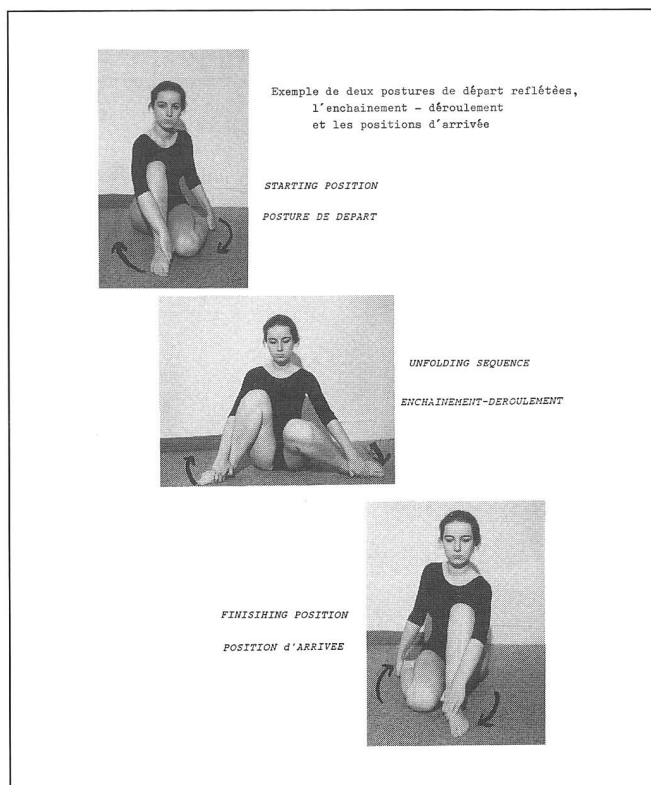 Exemple de deux postures de départ reflétèes,
l'enchainement - déroulement
et les positions d'arrivée
STARTING POSITION
POSTURE DE DEPART
UNFOLDING SEQUENCE
ENCHAINEMENT-DEROULEMENT
FINISIHING POSITION
POSITION d'ARRIVEE